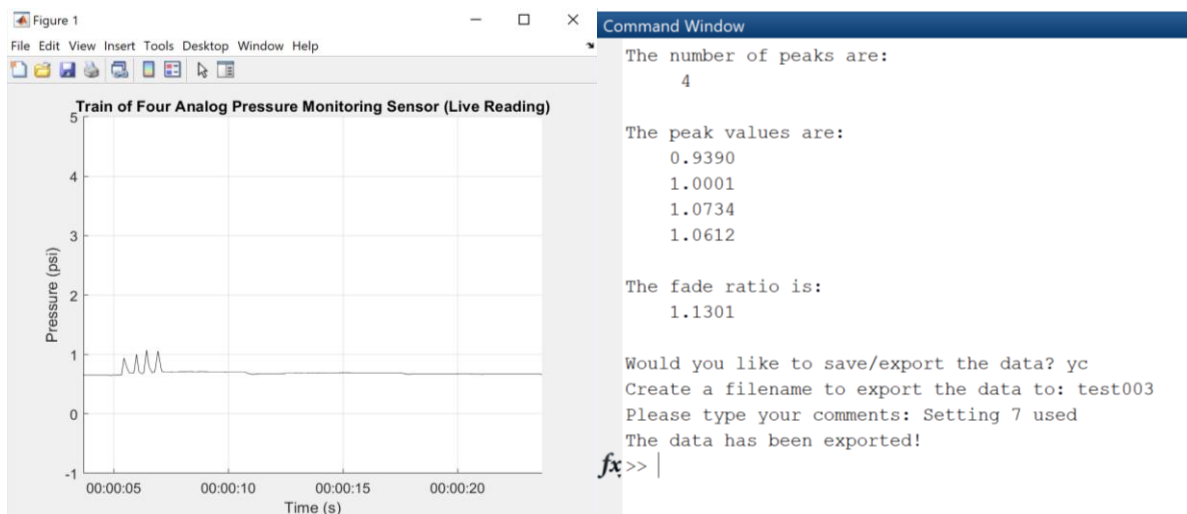 Figure 1
File Edit View Insert Tools Desktop Window Help
Train of Four Analog Pressure Monitoring Sensor (Live Reading)
5
4
3
2
1
0
-1
Pressure (psi)
00:00:05 00:00:10 00:00:15 00:00:20
Time (s)
Command Window
The number of peaks are:
4
The peak values are:
0.9390
1.0001
1.0734
1.0612
The fade ratio is:
1.1301
Would you like to save/export the data? yc
Create a filename to export the data to: test003
Please type your comments: Setting 7 used
The data has been exported!
fx >>